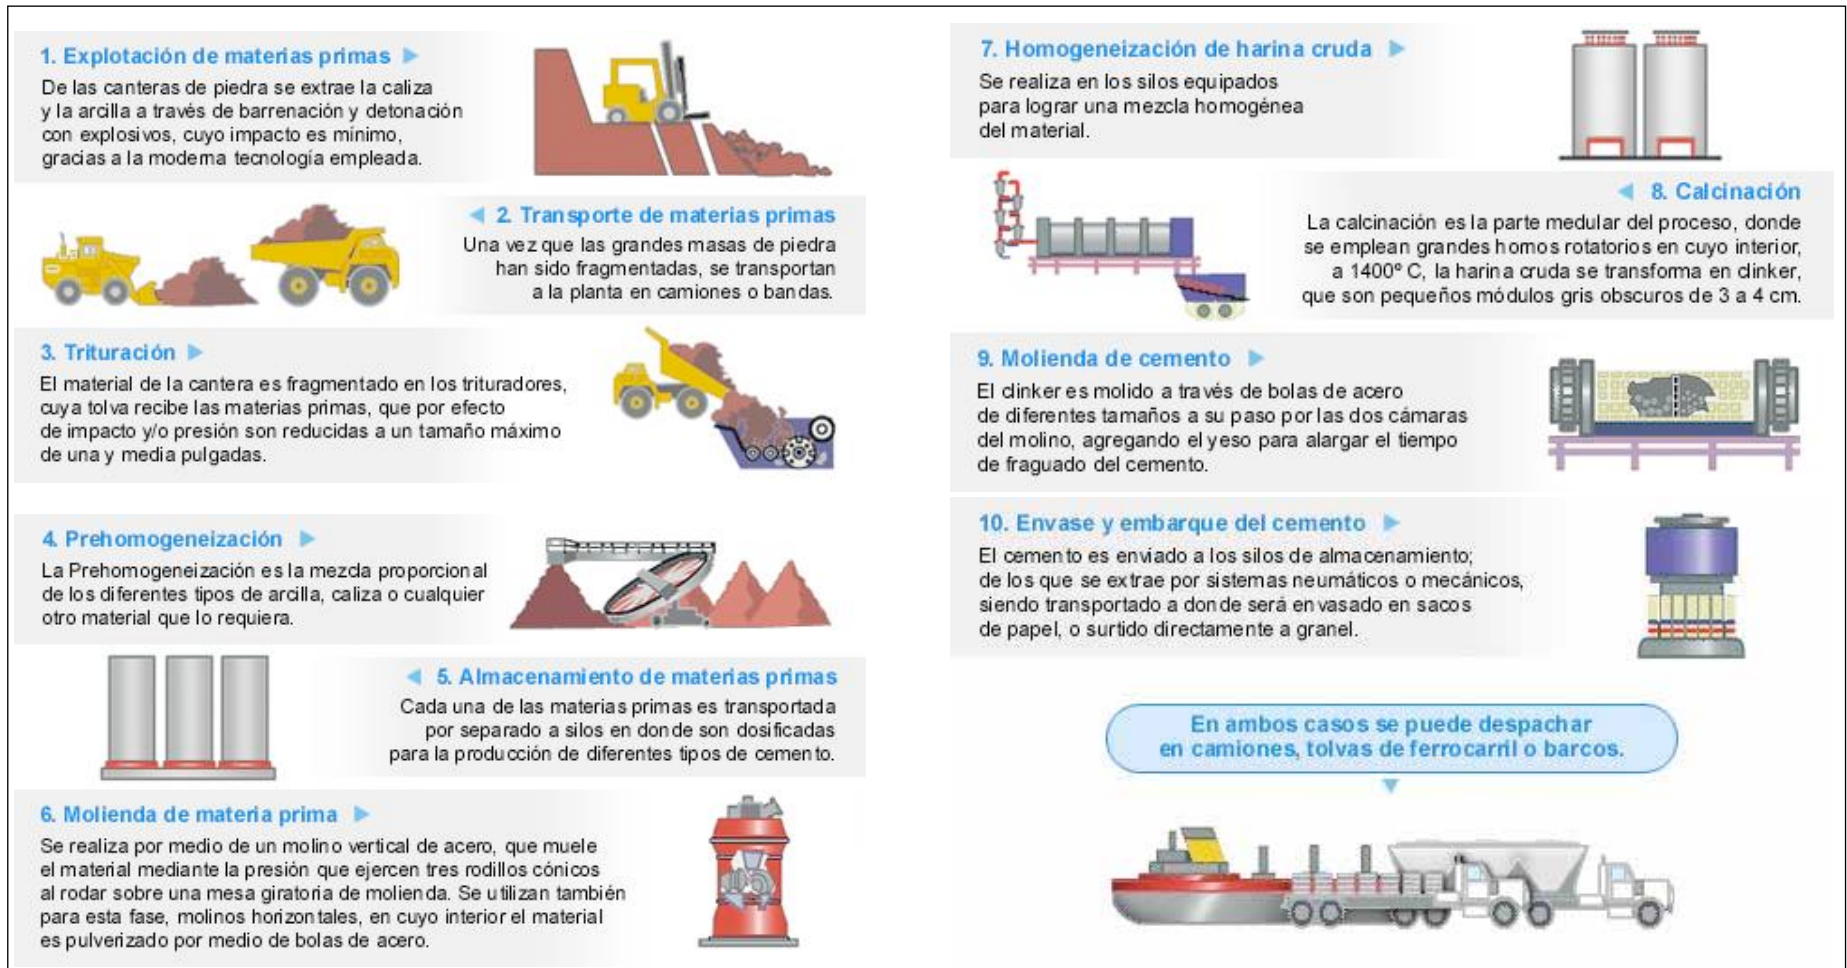 1. Explotación de materias primas
De las canteras de piedra se extrae la caliza
y la arcilla a través de barrenación y detonación
con explosivos, cuyo impacto es mínimo,
gracias a la moderna tecnología empleada.
2. Transporte de materias primas
Una vez que las grandes masas de piedra
han sido fragmentadas, se transportan
a la planta en camiones o bandas.
3. Trituración
El material de la cantera es fragmentado en los trituradores,
cuya tolva recibe las materias primas, que por efecto
de impacto y/o presión son reducidas a un tamaño máximo
de una y media pulgadas.
4. Prehomogeneización
La Prehomogeneización es la mezcla proporcional
de los diferentes tipos de arcilla, caliza o cualquier
otro material que lo requiera.
5. Almacenamiento de materias primas
Cada una de las materias primas es transportada
por separado a silos en donde son dosificadas
para la producción de diferentes tipos de cemento.
6. Molienda de materia prima
Se realiza por medio de un molino vertical de acero, que muele
el material mediante la presión que ejercen tres rodillos cónicos
al rodar sobre una mesa giratoria de molienda. Se utilizan también
para esta fase, molinos horizontales, en cuyo interior el material
es pulverizado por medio de bolas de acero.
7. Homogeneización de harina cruda
Se realiza en los silos equipados
para lograr una mezcla homogénea
del material.
8. Calcinación
La calcinación es la parte medular del proceso, donde
se emplean grandes hornos rotatorios en cuyo interior,
a 1400º C, la harina cruda se transforma en clinker,
que son pequeños módulos gris obscuros de 3 a 4 cm.
9. Molienda de cemento
El clinker es molido a través de bolas de acero
de diferentes tamaños a su paso por las dos cámaras
del molino, agregando el yeso para alargar el tiempo
de fraguado del cemento.
10. Envase y embarque del cemento
El cemento es enviado a los silos de almacenamiento;
de los que se extrae por sistemas neumáticos o mecánicos,
siendo transportado a donde será envasado en sacos
de papel, o surtido directamente a granel.
En ambos casos se puede despachar
en camiones, tolvas de ferrocarril o barcos.